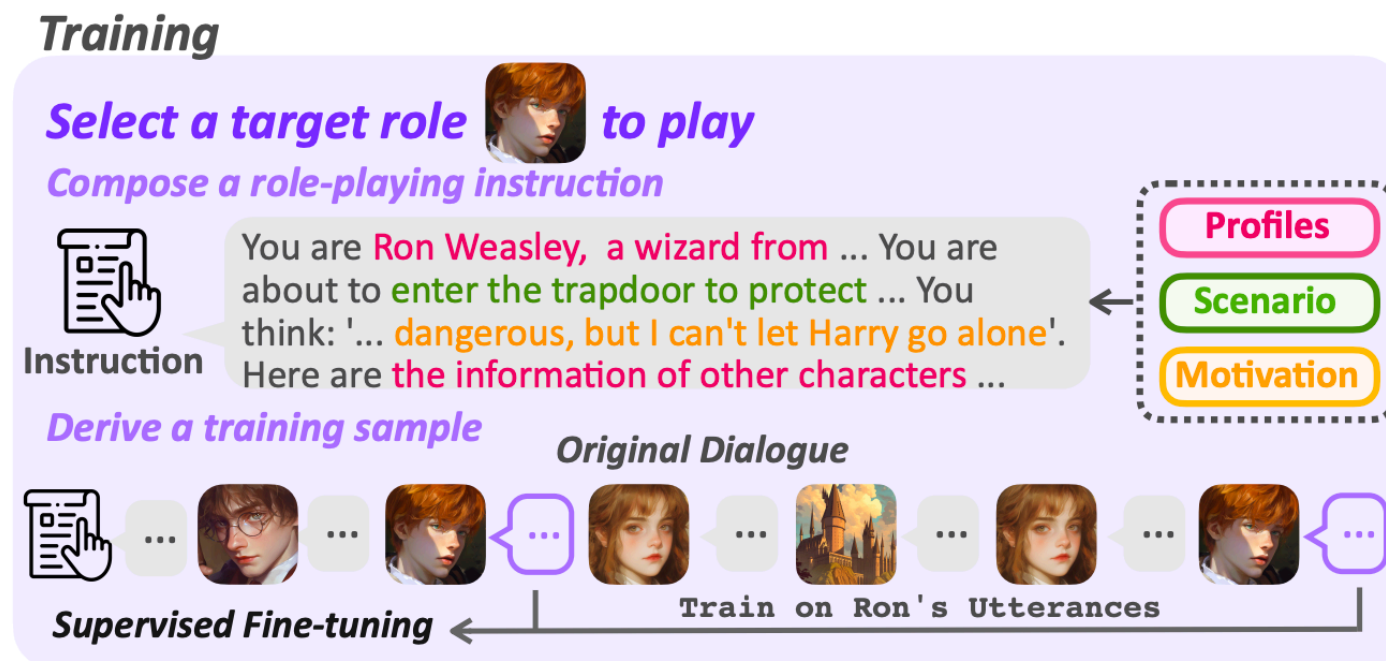 Training
Select a target role to play
Compose a role-playing instruction
You are Ron Weasley,  a wizard from ... You are
about to enter the trapdoor to protect ... You
think: '... dangerous, but I can't let Harry go alone'.
Here are the information of other characters ...
Instruction
Profiles
Scenario
Motivation
Derive a training sample
Original Dialogue
... ... ... ... ... ... ...
Train on Ron's Utterances
Supervised Fine-tuning